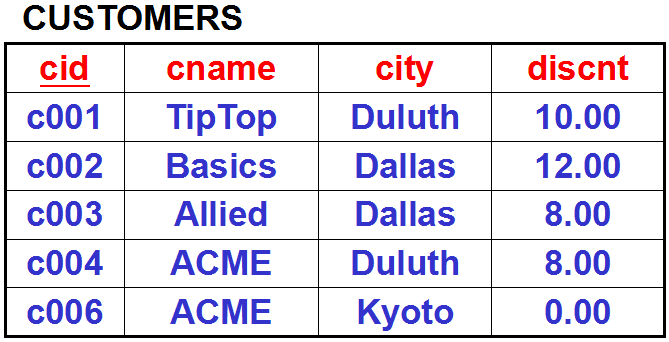 CUSTOMERS
cid cname city discnt
c001 TipTop Duluth 10.00
c002 Basics Dallas 12.00
c003 Allied Dallas 8.00
c004 ACME Duluth 8.00
c006 ACME Kyoto 0.00